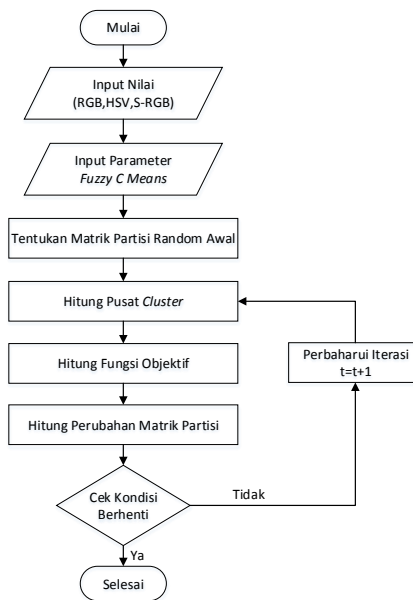 Mulai
Input Nilai
(RGB,HSV,S-RGB)
Input Parameter
Fuzzy C Means
Tentukan Matrik Partisi Random Awal
Hitung Pusat Cluster
Hitung Fungsi Objektif
Perbaharui Iterasi
t=t+1
Hitung Perubahan Matrik Partisi
Cek Kondisi
Berhenti
Tidak
Ya
Selesai